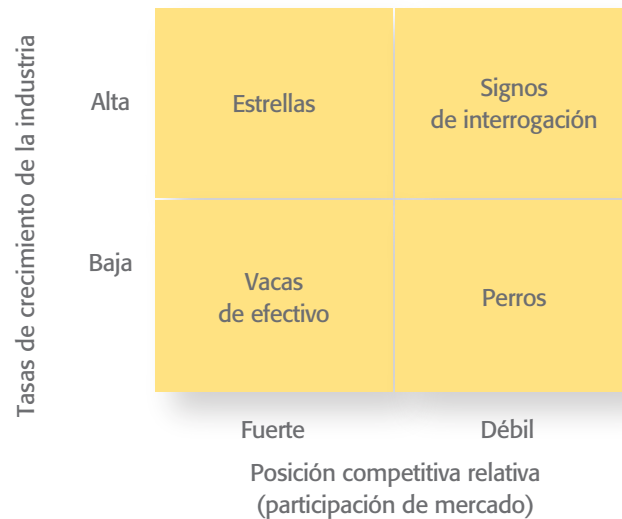 Tasas de crecimiento de la industria
Alta
Estrellas
Signos
de interrogación
Baja
Vacas
de efectivo
Perros
Fuerte
Débil
Posición competitiva relativa
(participación de mercado)